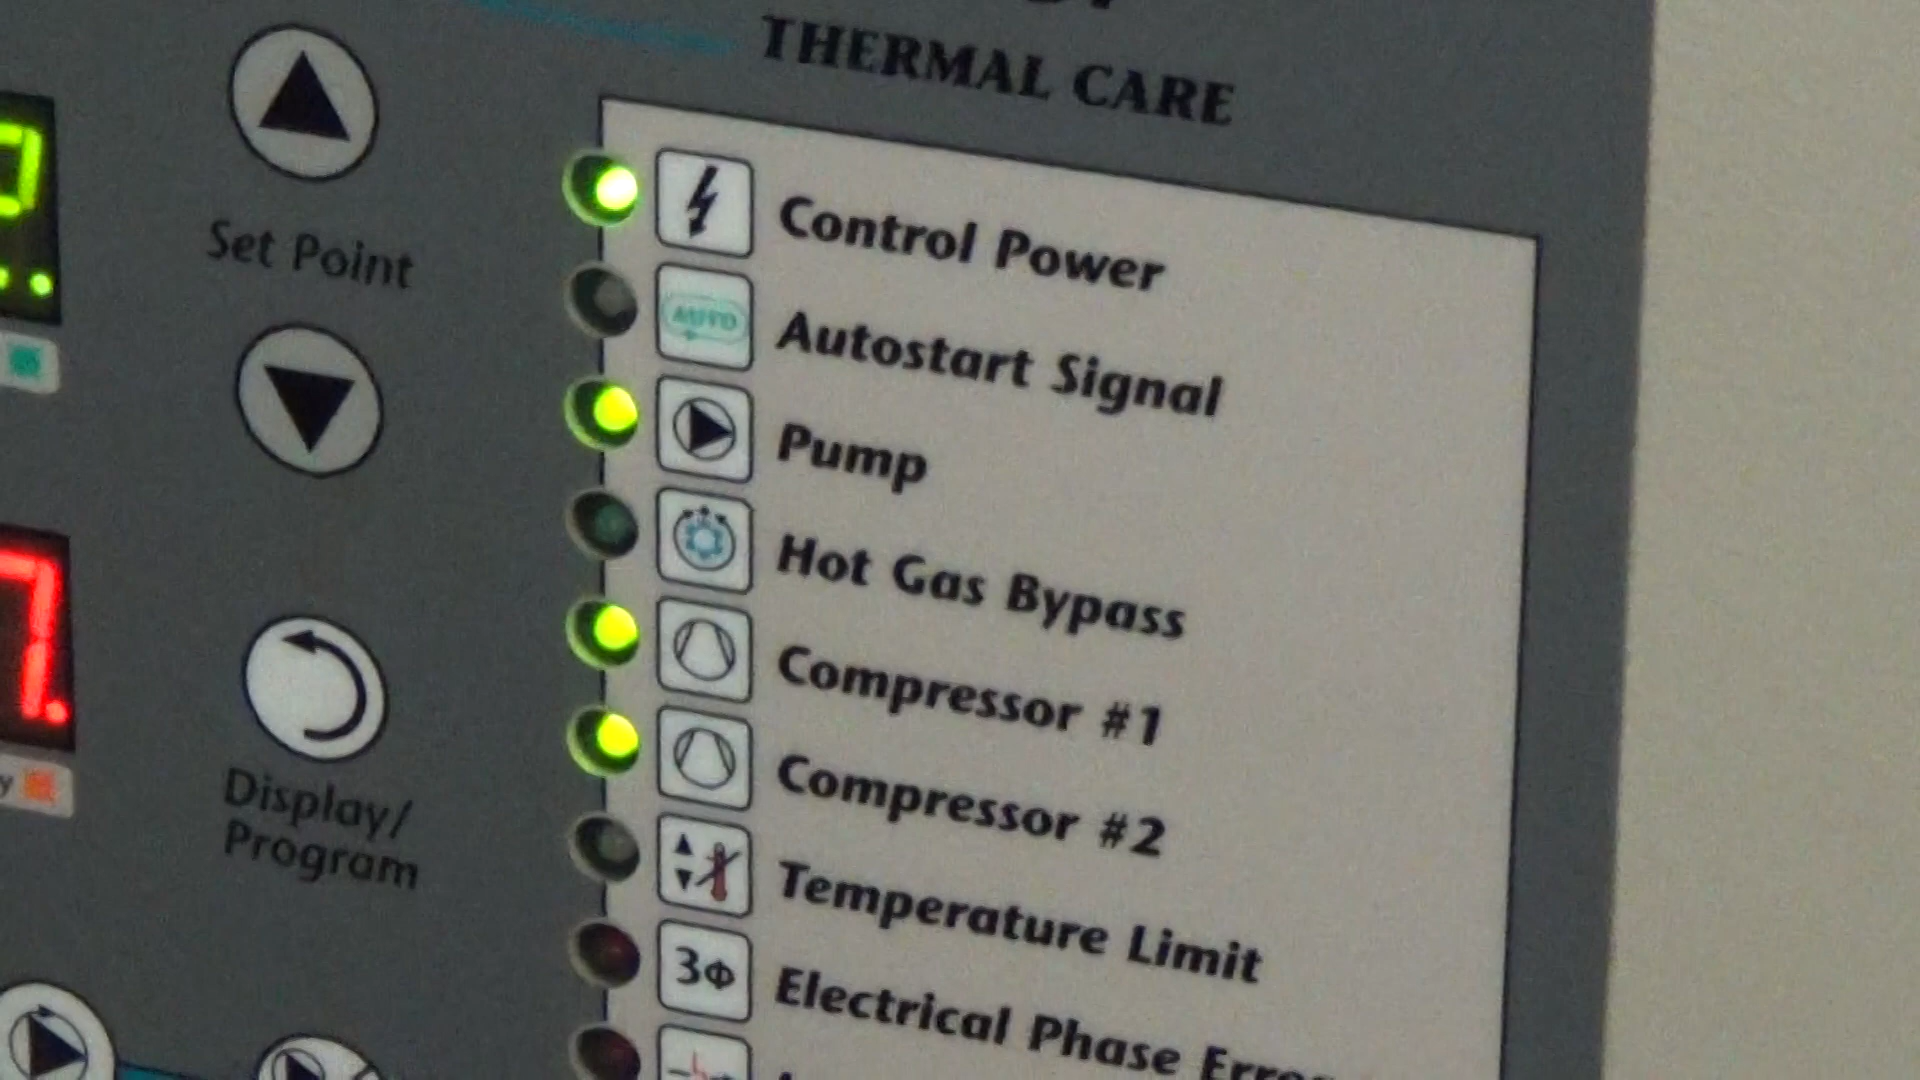 THERMAL CARE
Set Point
Control Power
AUTO
Autostart Signal
Pump
Hot Gas Bypass
Compressor #1
Compressor #2
Display/
Program
Temperature Limit
3Φ
Electrical Phase